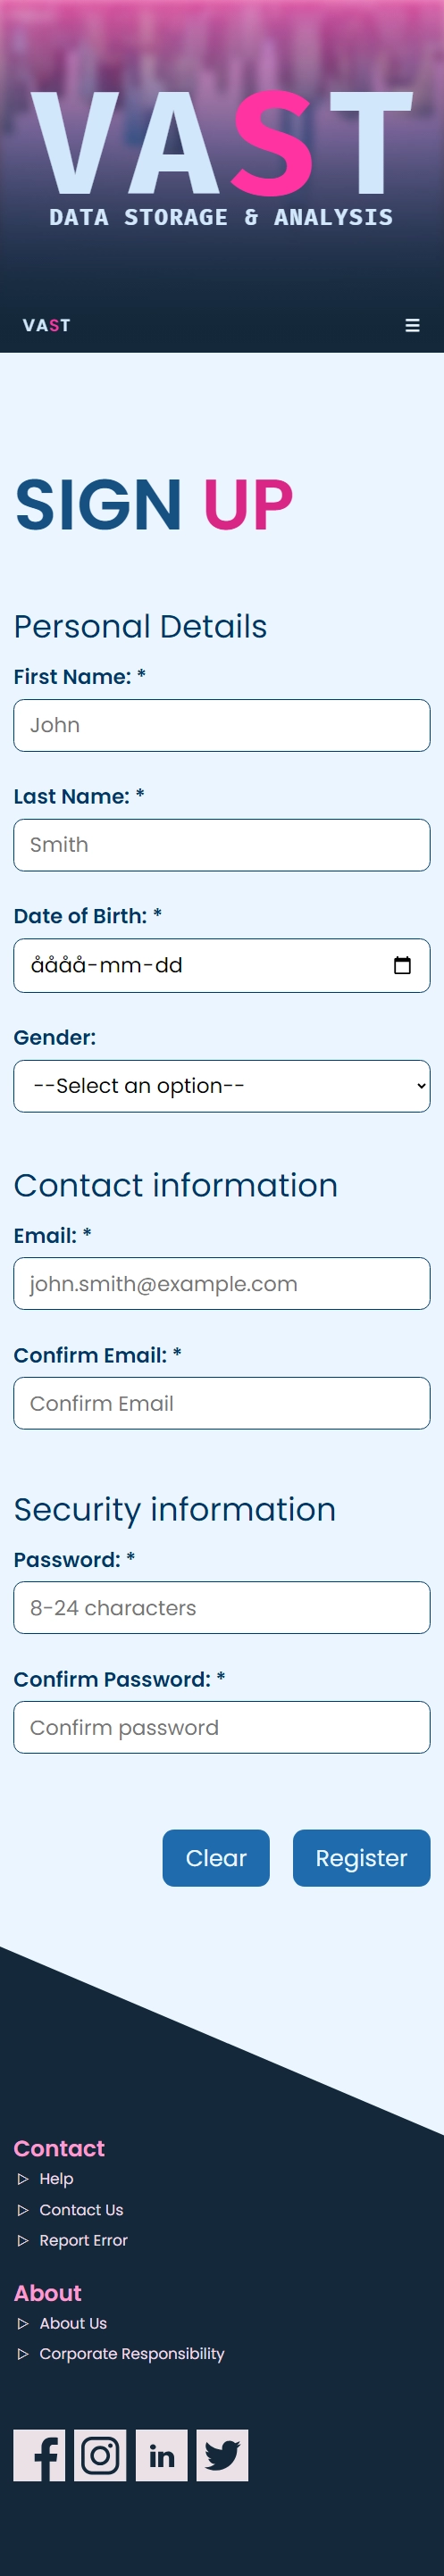 VAST
DATA STORAGE & ANALYSIS
VAST
SIGN UP
Personal Details
First Name: *
John
Last Name: *
Smith
Date of Birth: *
åååå-mm-dd
Gender:
--Select an option--
Contact information
Email: *
john.smith@example.com
Confirm Email: *
Confirm Email
Security information
Password: *
8-24 characters
Confirm Password: *
Confirm password
Clear Register
Contact
Help
Contact Us
Report Error
About
About Us
Corporate Responsibility